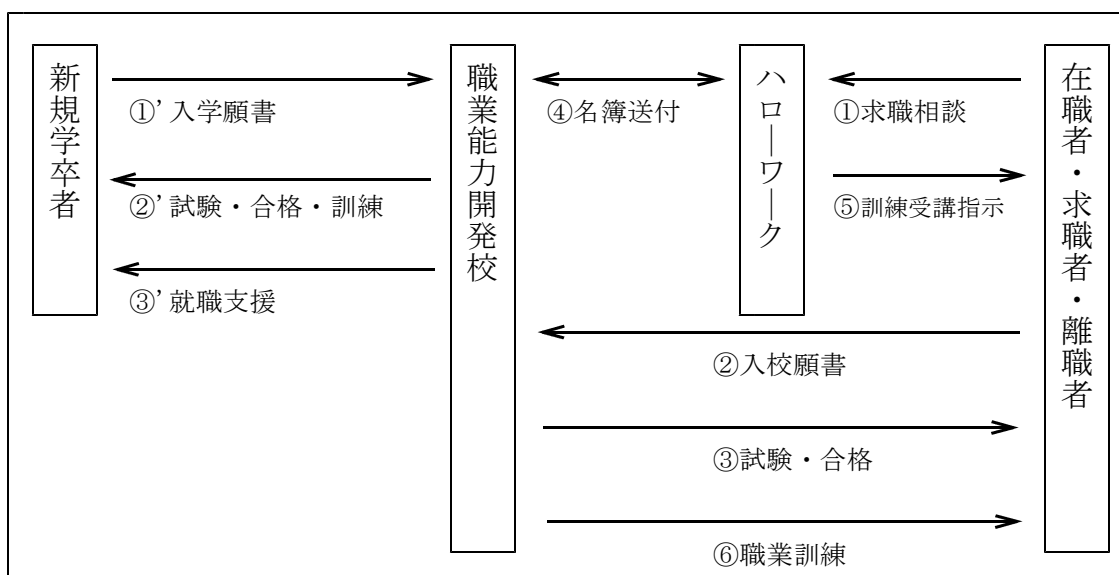 新規学卒者
職業能力開発校
ハローワーク
在職者・求職者・離職者
①’入学願書
④名簿送付
①求職相談
②’試験・合格・訓練
⑤訓練受講指示
③’就職支援
②入校願書
③試験・合格
⑥職業訓練